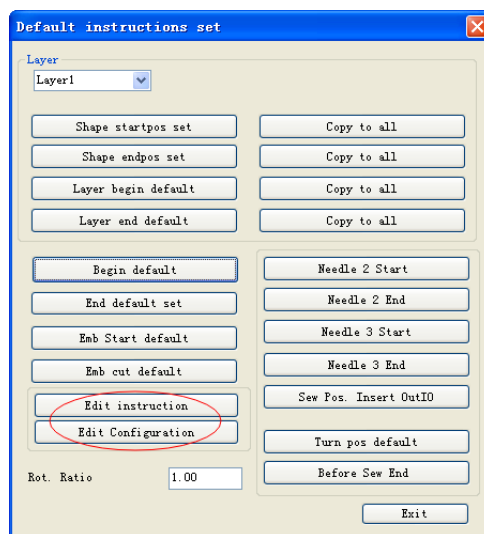 Default instructions set
Layer
Layer1
Shape startpos set
Copy to all
Shape endpos set
Copy to all
Layer begin default
Copy to all
Layer end default
Copy to all
Begin default
End default set
Emb Start default
Emb cut default
Edit instruction
Edit Configuration
Rot. Ratio
1.00
Needle 2 Start
Needle 2 End
Needle 3 Start
Needle 3 End
Sew Pos. Insert OutIO
Turn pos default
Before Sew End
Exit